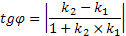 tgφ = |(k₂ − k₁) / (1 + k₂ × k₁)|